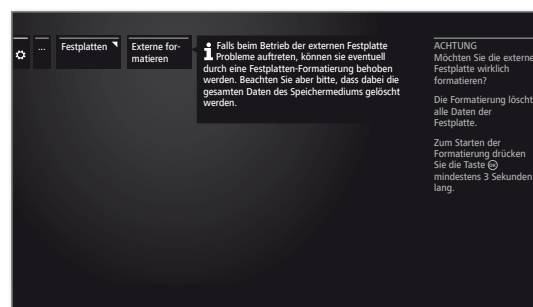 ...
Festplatten
Externe for-
matieren
i Falls beim Betrieb der externen Festplatte
Probleme auftreten, können sie eventuell
durch eine Festplatten-Formatierung behoben
werden. Beachten Sie aber bitte, dass dabei die
gesamten Daten des Speichermediums gelöscht
werden.
ACHTUNG
Möchten Sie die externe
Festplatte wirklich
formatieren?
Die Formatierung löscht
alle Daten der
Festplatte.
Zum Starten der
Formatierung drücken
Sie die Taste OK
mindestens 3 Sekunden
lang.